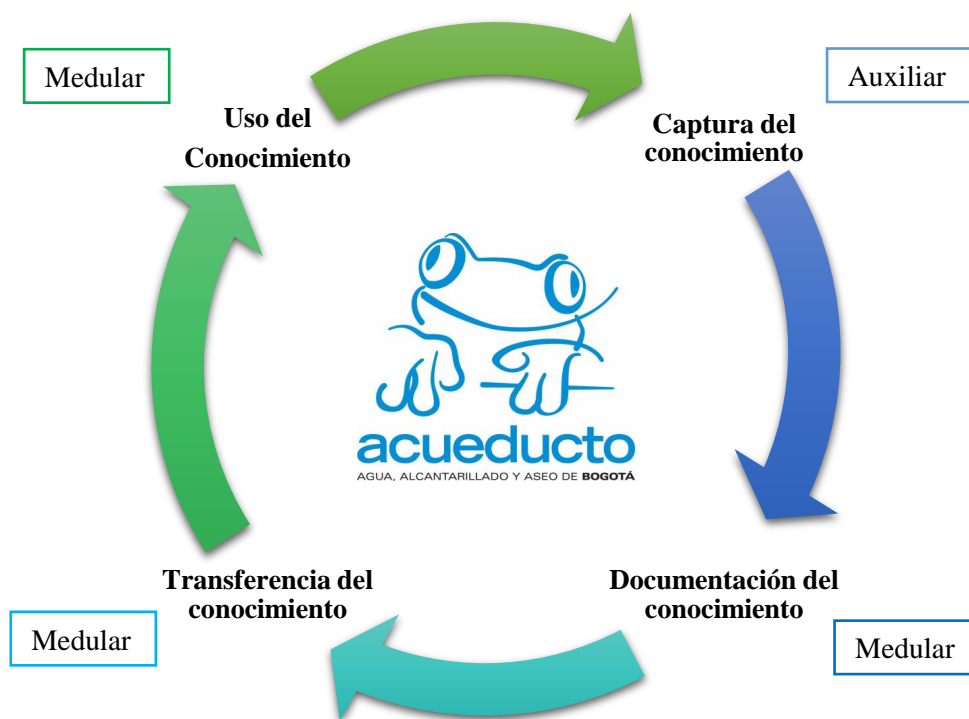 Medular
Auxiliar
Uso del
Conocimiento
Captura del
conocimiento
acueducto
AGUA, ALCANTARILLADO Y ASEO DE BOGOTÁ
Transferencia del
conocimiento
Documentación del
conocimiento
Medular
Medular